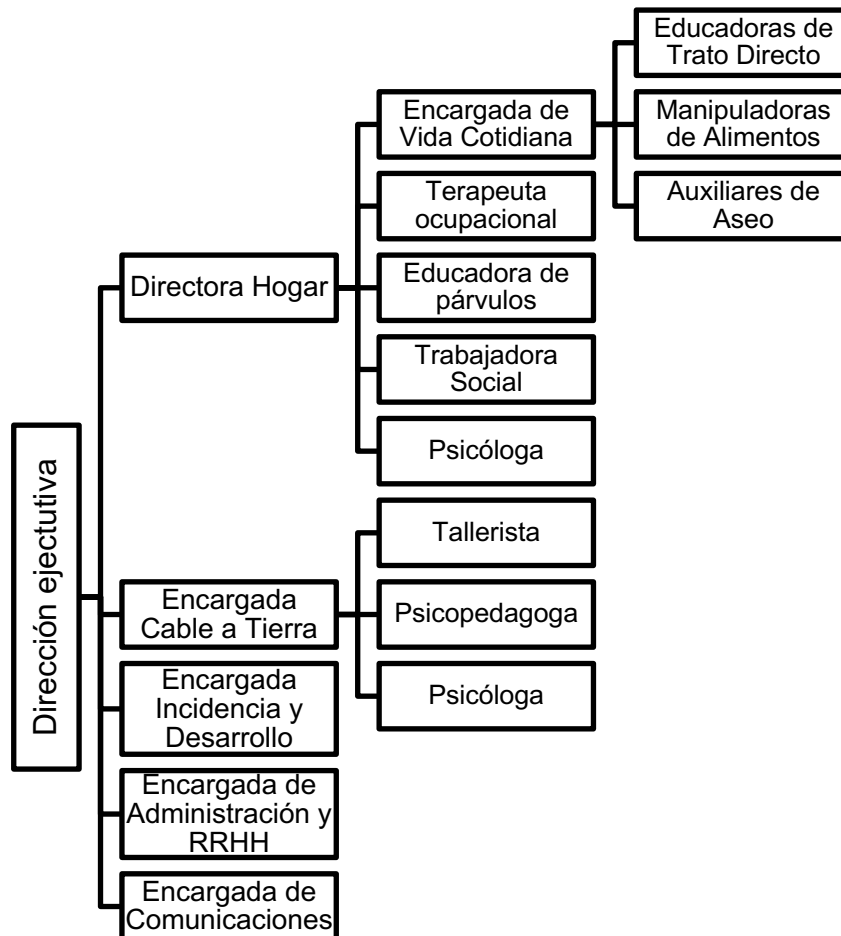 Dirección ejectutiva
Directora Hogar
Encargada de
Vida Cotidiana
Educadoras de
Trato Directo
Manipuladoras
de Alimentos
Auxiliares de
Aseo
Terapeuta
ocupacional
Educadora de
párvulos
Trabajadora
Social
Psicóloga
Encargada
Cable a Tierra
Tallerista
Psicopedagoga
Psicóloga
Encargada
Incidencia y
Desarrollo
Encargada de
Administración y
RRHH
Encargada de
Comunicaciones